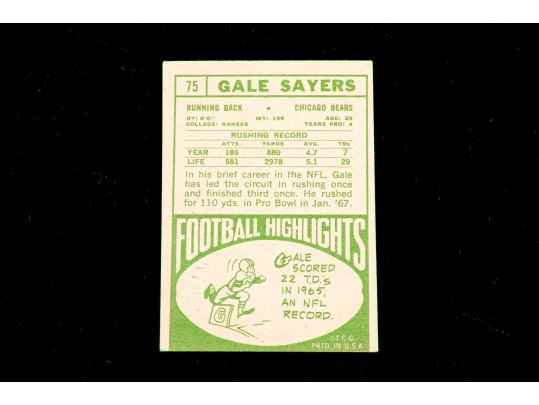 75 GALE SAYERS
RUNNING BACK • CHICAGO BEARS
HT: 6'0" WT: 198 AGE: 25
COLLEGE: KANSAS YEARS PRO: 4
RUSHING RECORD
ATTS. YARDS AVG. TDs
YEAR 186 880 4.7 7
LIFE 581 2978 5.1 29
In his brief career in the NFL, Gale
has led the circuit in rushing once
and finished third once. He rushed
for 110 yds. in Pro Bowl in Jan. '67.
FOOTBALL HIGHLIGHTS
GALE
SCORED
22 T.D.'s
IN 1965,
AN NFL
RECORD.
G
© T.C.G.
PRTD. IN U.S.A.